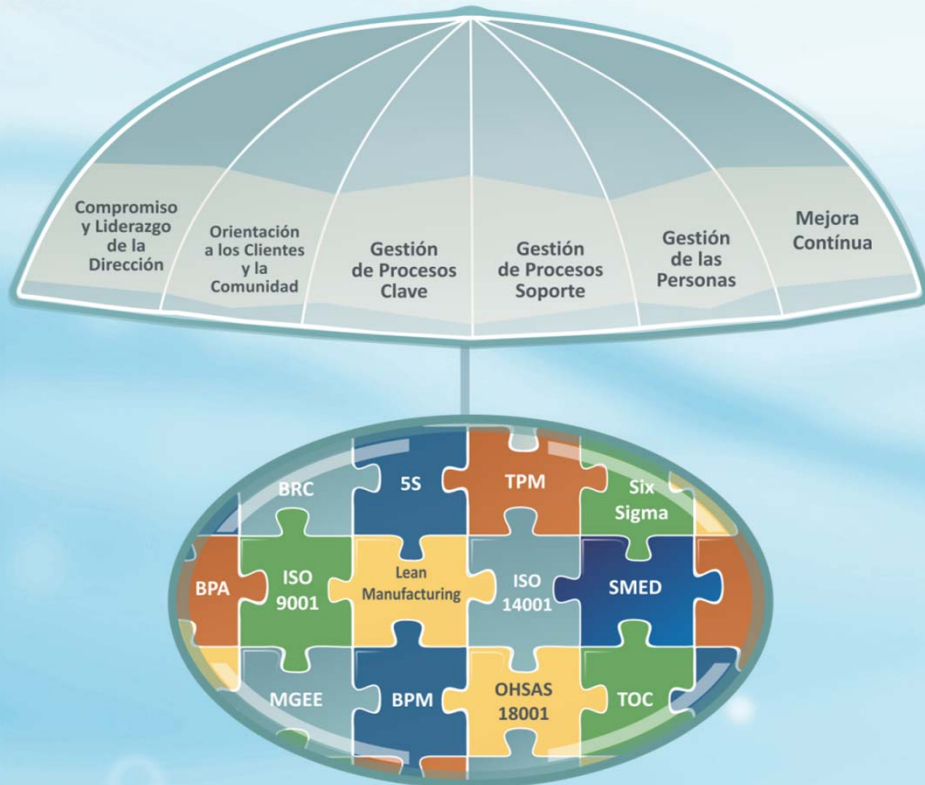 Compromiso
y Liderazgo
de la
Dirección
Orientación
a los Clientes
y la
Comunidad
Gestión
de Procesos
Clave
Gestión
de Procesos
Soporte
Gestión
de las
Personas
Mejora
Contínua
BRC
5S
TPM
Six
Sigma
BPA
ISO
9001
Lean
Manufacturing
ISO
14001
SMED
MGEE
BPM
OHSAS
18001
TOC